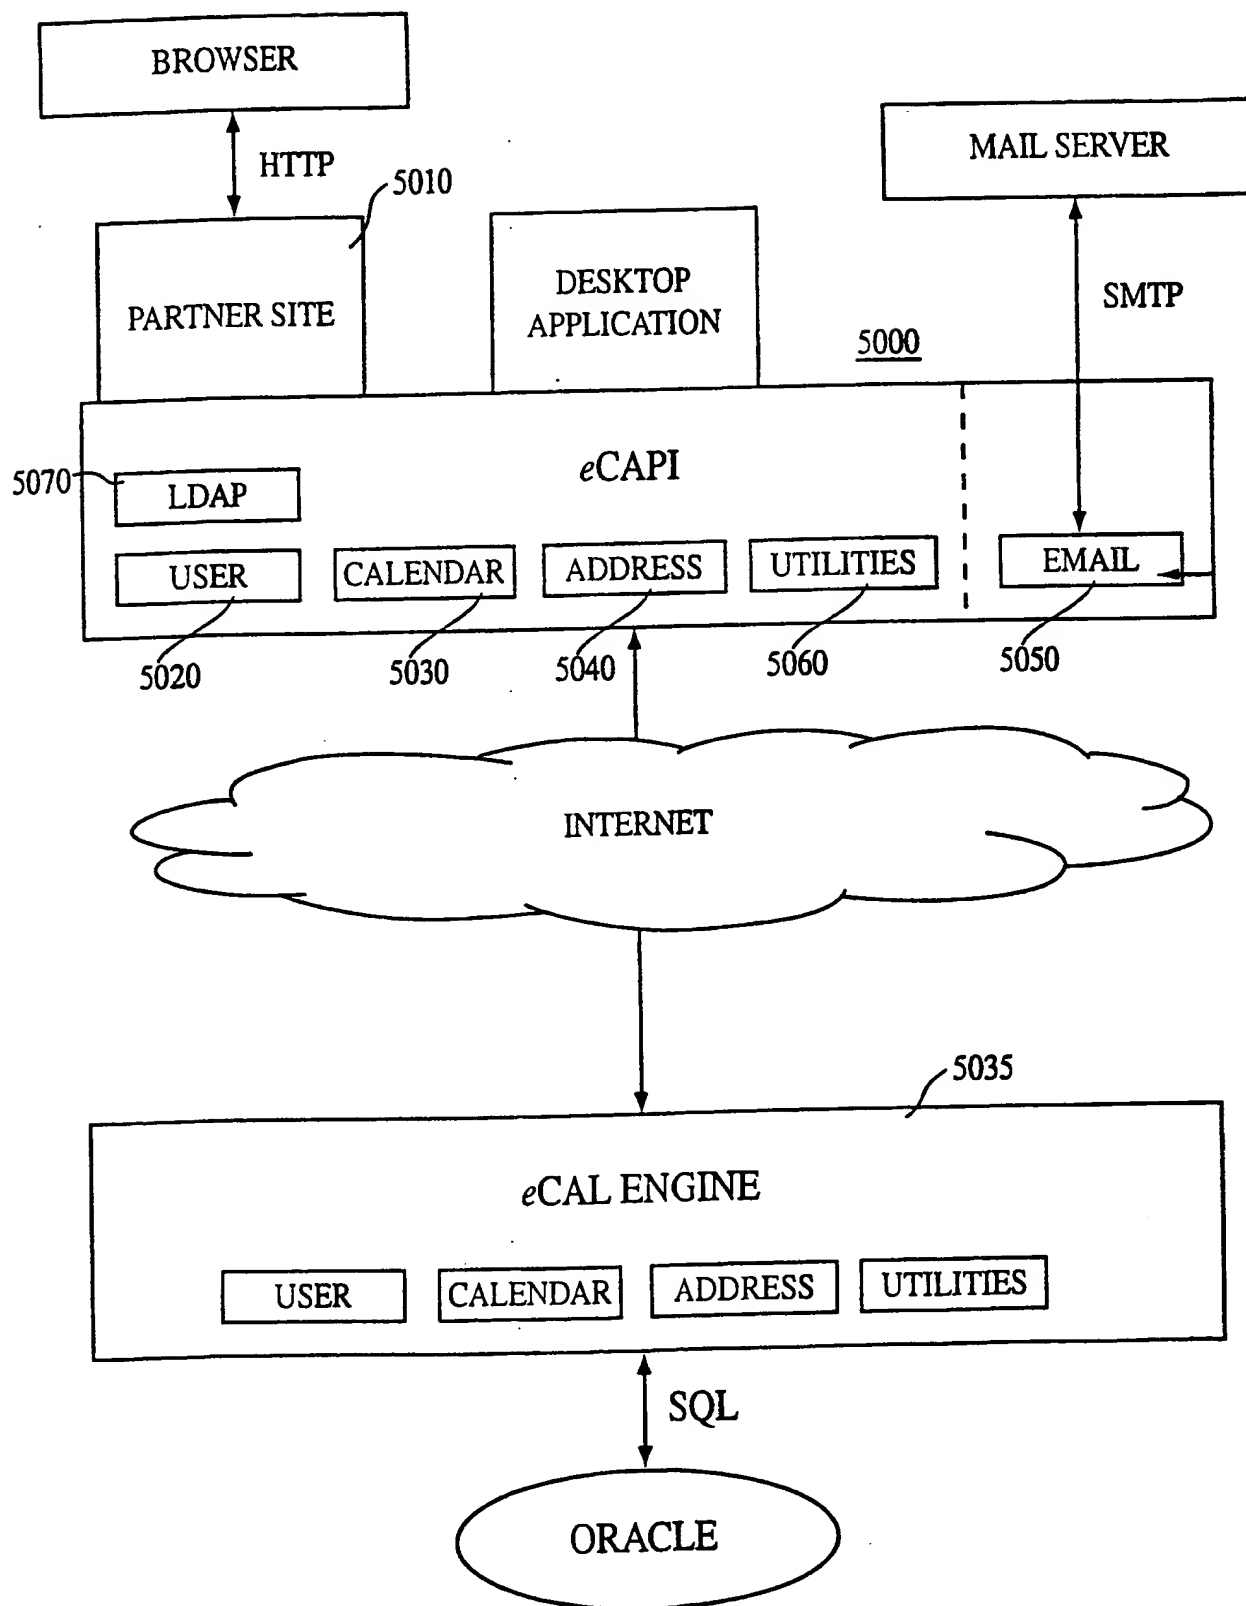 BROWSER
HTTP
5010
MAIL SERVER
PARTNER SITE
DESKTOP
APPLICATION
SMTP
5000
eCAPI
5070
LDAP
USER
CALENDAR
ADDRESS
UTILITIES
EMAIL
5020
5030
5040
5060
5050
INTERNET
5035
eCAL ENGINE
USER
CALENDAR
ADDRESS
UTILITIES
SQL
ORACLE